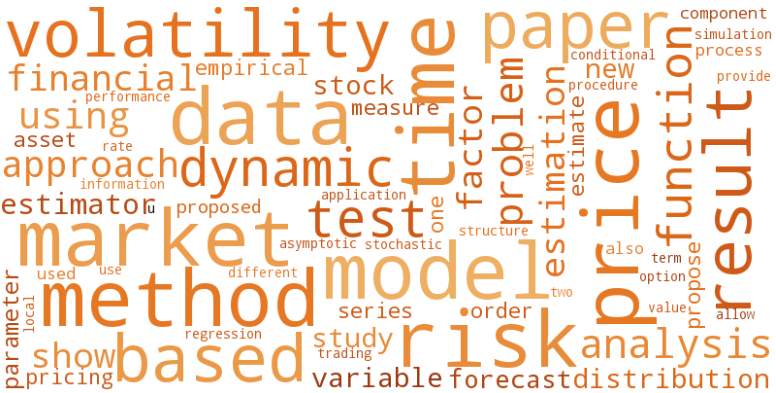 volatility
paper
component
simulation
conditional
process
financial
empirical
time
new
stock
procedure
provide
performance
data
measure
using
factor
problem
estimation
estimate
function
price
result
asset
rate
approach
dynamic
well
information
application
estimator
u
proposed
test
one
market
asymptotic
stochastic
structure
also
term
option
propose
used
use
different
model
two
method
parameter
local
series
order
value
allow
regression
study
risk
show
based
trading
analysis
pricing
variable
forecast
distribution